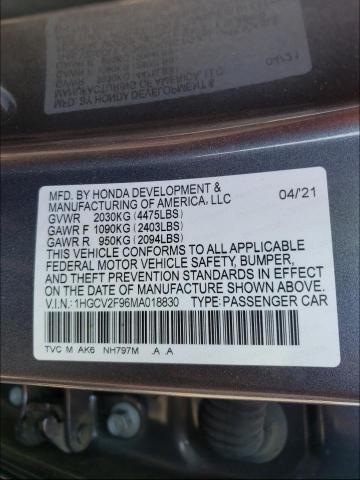 MFD. BY HONDA DEVELOPMENT &
MANUFACTURING OF AMERICA, LLC 04/'21
GVWR 2030KG (4475LBS)
GAWR F 1090KG (2403LBS)
GAWR R 950KG (2094LBS)
THIS VEHICLE CONFORMS TO ALL APPLICABLE
FEDERAL MOTOR VEHICLE SAFETY, BUMPER,
AND THEFT PREVENTION STANDARDS IN EFFECT
ON THE DATE OF MANUFACTURE SHOWN ABOVE.
V.I.N.: 1HGCV2F96MA018830 TYPE: PASSENGER CAR
TVC M AK6 NH797M .A .A